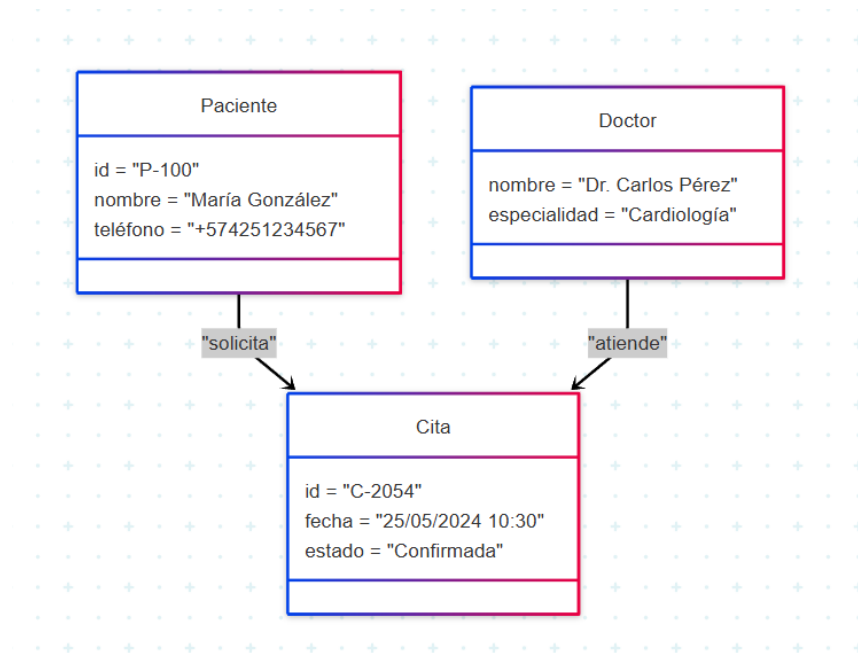 Paciente
id = "P-100"
nombre = "María González"
teléfono = "+574251234567"
Doctor
nombre = "Dr. Carlos Pérez"
especialidad = "Cardiología"
"solicita"
"atiende"
Cita
id = "C-2054"
fecha = "25/05/2024 10:30"
estado = "Confirmada"